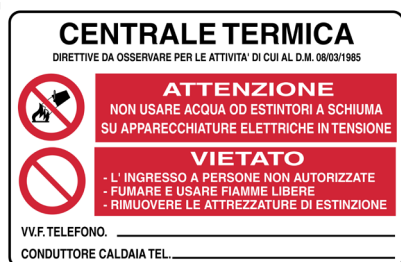 CENTRALE TERMICA
DIRETTIVE DA OSSERVARE PER LE ATTIVITA' DI CUI AL D.M. 08/03/1985
ATTENZIONE
NON USARE ACQUA OD ESTINTORI A SCHIUMA
SU APPARECCHIATURE ELETTRICHE IN TENSIONE
VIETATO
- L' INGRESSO A PERSONE NON AUTORIZZATE
- FUMARE E USARE FIAMME LIBERE
- RIMUOVERE LE ATTREZZATURE DI ESTINZIONE
VV.F. TELEFONO.
CONDUTTORE CALDAIA TEL.